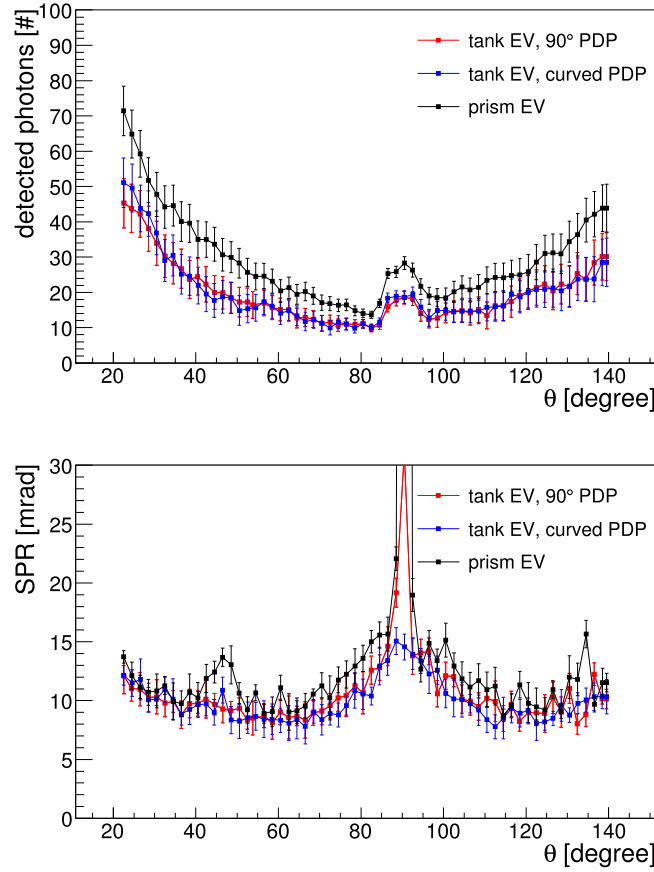 detected photons [#]
100
90
80
70
60
50
40
30
20
10
0
tank EV, 90° PDP
tank EV, curved PDP
prism EV
20 40 60 80 100 120 140
θ [degree]
SPR [mrad]
30
25
20
15
10
5
0
tank EV, 90° PDP
tank EV, curved PDP
prism EV
20 40 60 80 100 120 140
θ [degree]